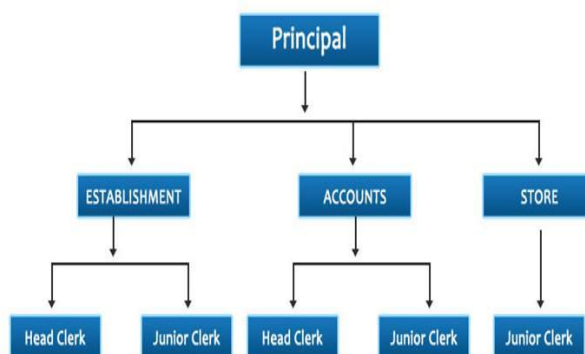 Principal
ESTABLISHMENT
ACCOUNTS
STORE
Head Clerk
Junior Clerk
Head Clerk
Junior Clerk
Junior Clerk